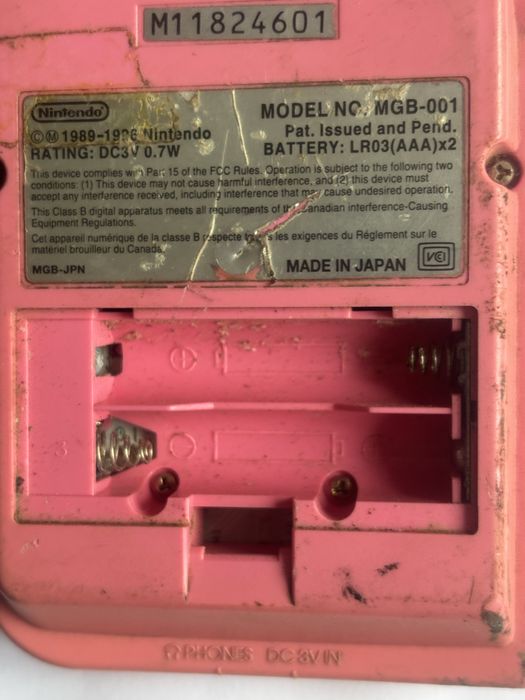 M11824601
Nintendo
MODEL NO. MGB-001
©Ⓜ 1989-1996 Nintendo
Pat. Issued and Pend.
RATING: DC3V 0.7W
BATTERY: LR03(AAA)x2
This device complies with Part 15 of the FCC Rules. Operation is subject to the following two
conditions: (1) This device may not cause harmful interference, and (2) this device must
accept any interference received, including interference that may cause undesired operation.
This Class B digital apparatus meets all requirements of the Canadian interference-Causing
Equipment Regulations.
Cet appareil numérique de la classe B respecte toutes les exigences du Réglement sur le
matériel brouilleur du Canada.
MGB-JPN
MADE IN JAPAN
VCI
3
PHONES DC 3V IN